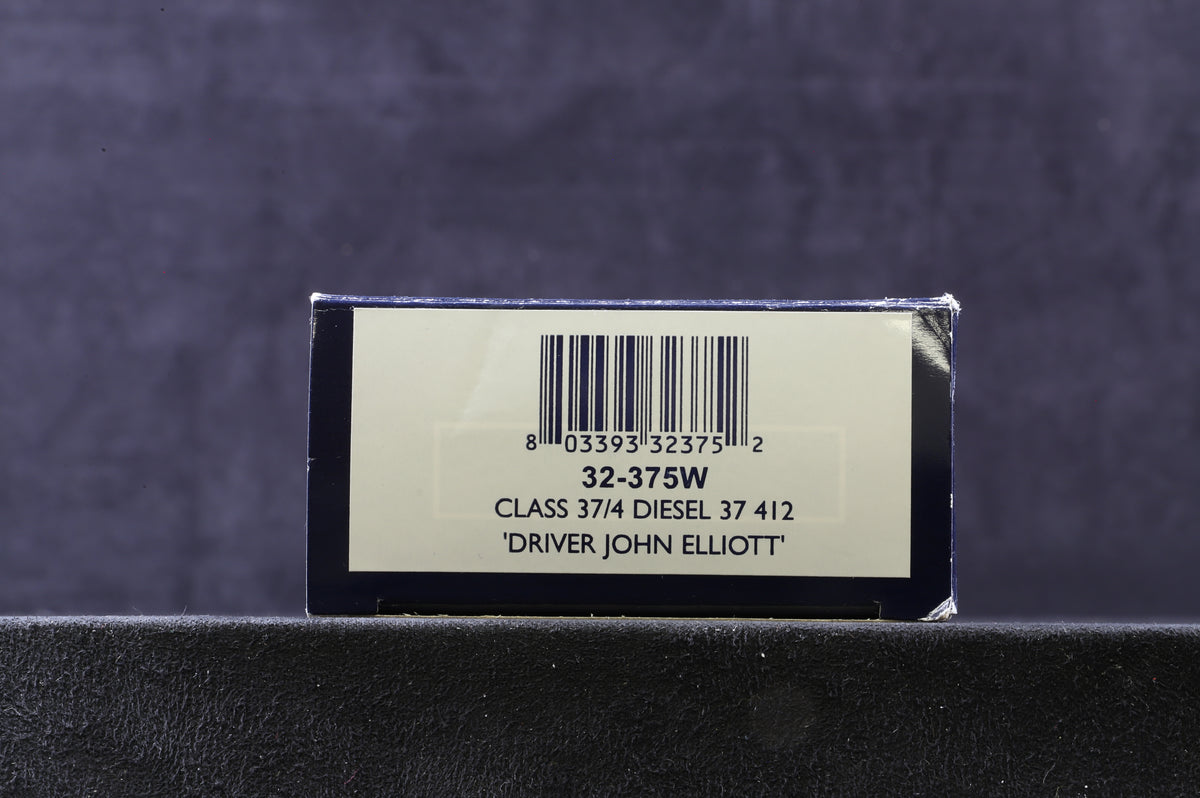 8 03393 32375 2
32-375W
CLASS 37/4 DIESEL 37 412
'DRIVER JOHN ELLIOTT'